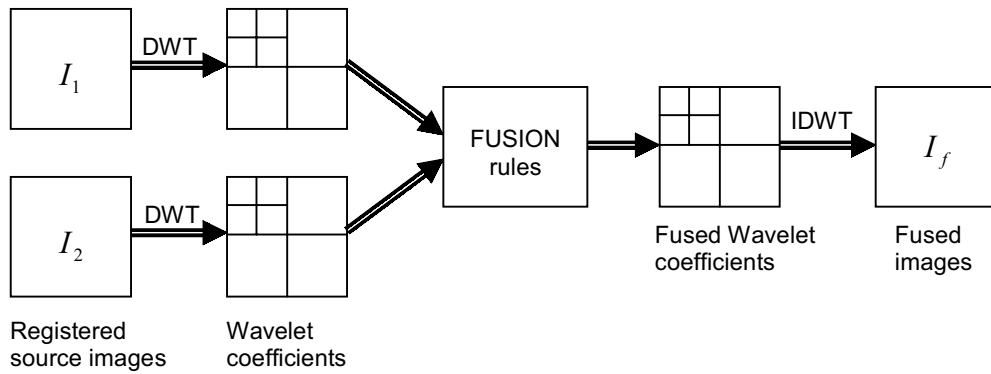 DWT
I1
FUSION
rules
IDWT
If
DWT
I2
Fused Wavelet
coefficients
Fused
images
Registered
source images
Wavelet
coefficients